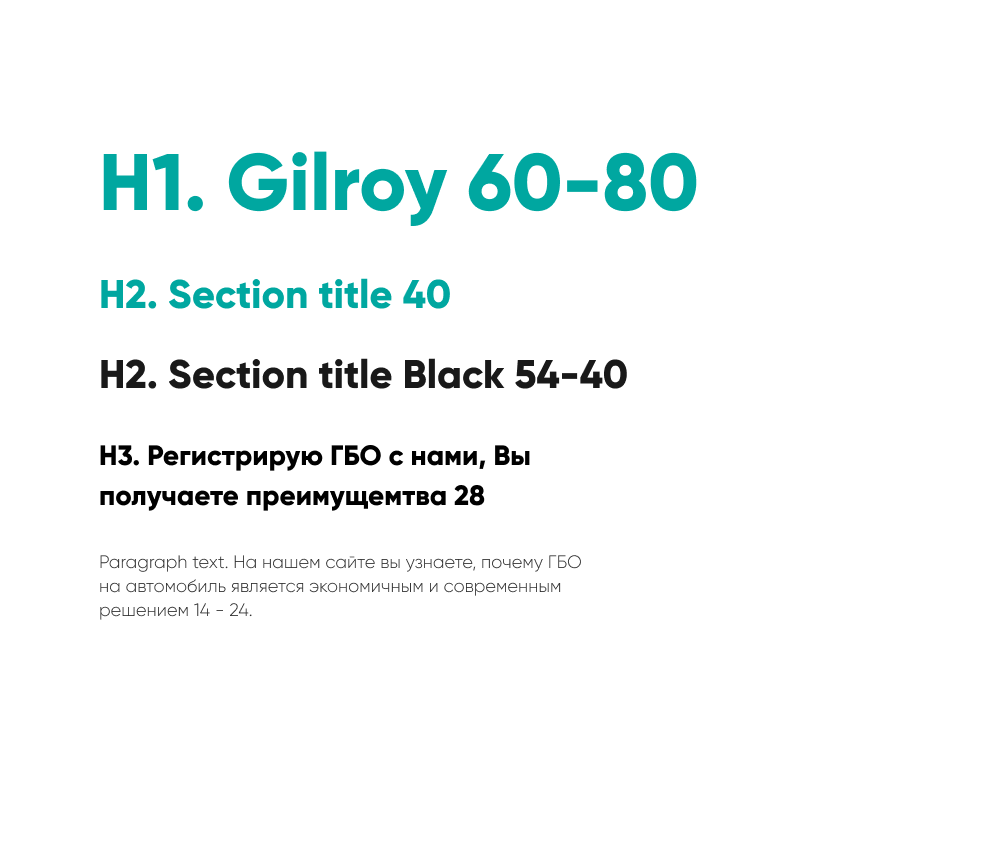 H1. Gilroy 60-80
H2. Section title 40
H2. Section title Black 54-40
H3. Регистрирую ГБО с нами, Вы
получаете преимущемтва 28
Paragraph text. На нашем сайте вы узнаете, почему ГБО
на автомобиль является экономичным и современным
решением 14 - 24.